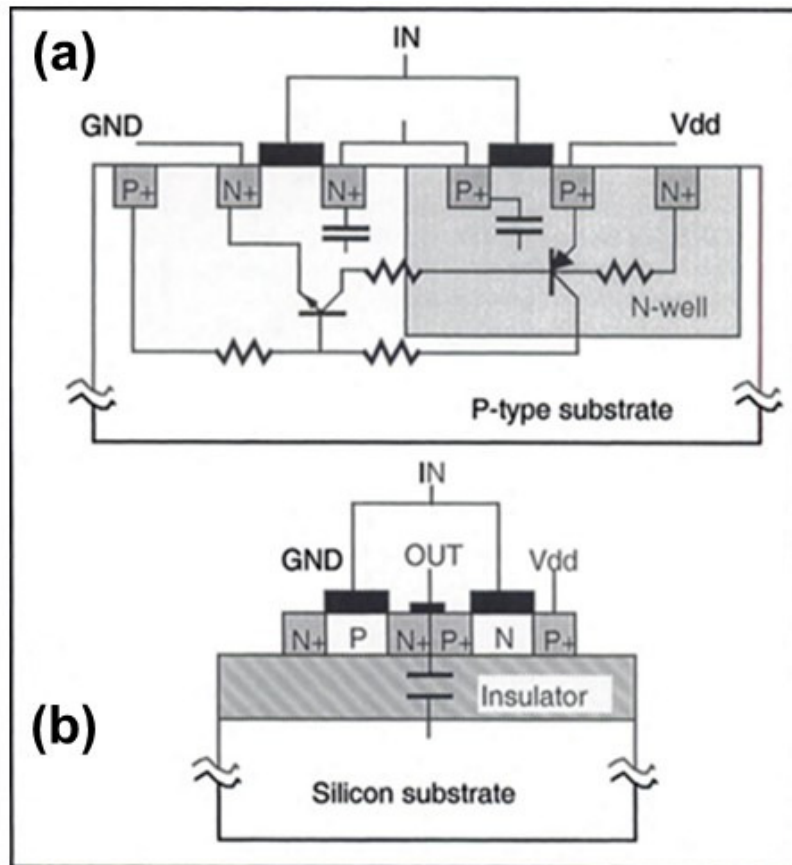 (a)
IN
GND
Vdd
P+ N+ N+ P+ P+ N+
N-well
P-type substrate
IN
GND OUT Vdd
N+ P N+ P+ N P+
Insulator
(b)
Silicon substrate